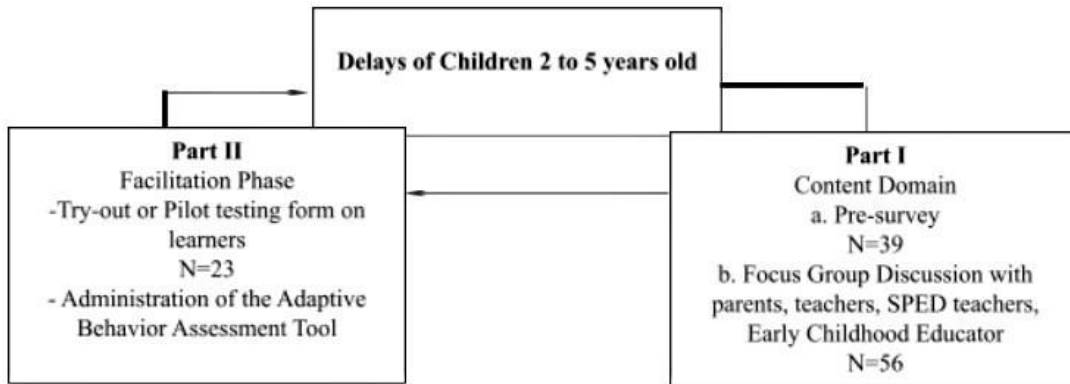 Delays of Children 2 to 5 years old
Part II
Facilitation Phase
-Try-out or Pilot testing form on
learners
N=23
- Administration of the Adaptive
Behavior Assessment Tool
Part I
Content Domain
a. Pre-survey
N=39
b. Focus Group Discussion with
parents, teachers, SPED teachers,
Early Childhood Educator
N=56